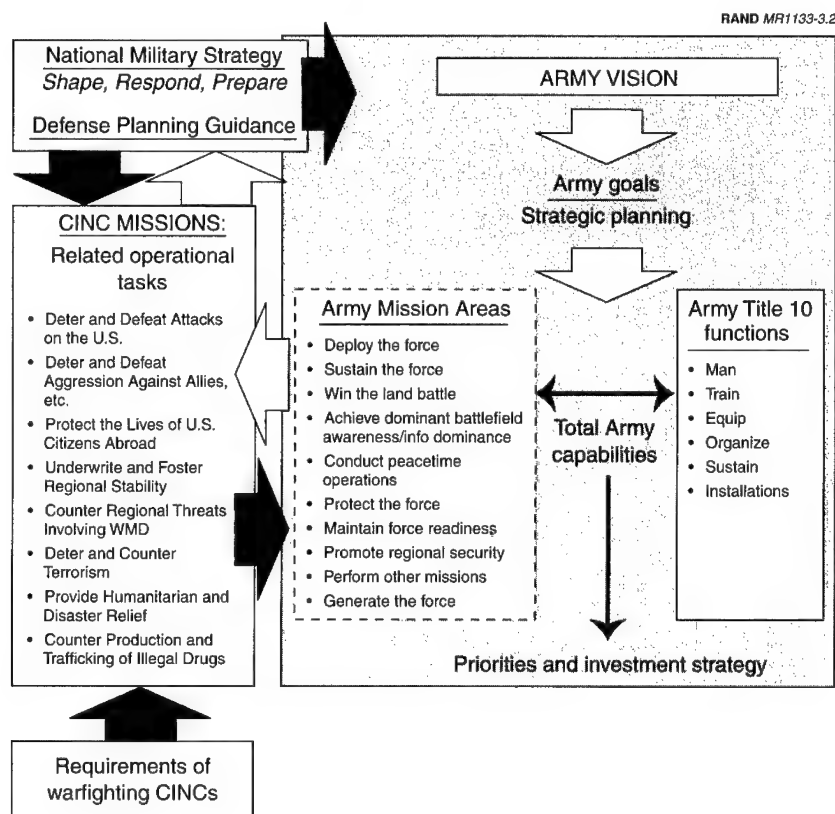 RAND MR1133-3.2
National Military Strategy
Shape, Respond, Prepare
Defense Planning Guidance
ARMY VISION
Army goals
Strategic planning
CINC MISSIONS:
Related operational
tasks
• Deter and Defeat Attacks
on the U.S.
• Deter and Defeat
Aggression Against Allies,
etc.
• Protect the Lives of U.S.
Citizens Abroad
• Underwrite and Foster
Regional Stability
• Counter Regional Threats
Involving WMD
• Deter and Counter
Terrorism
• Provide Humanitarian and
Disaster Relief
• Counter Production and
Trafficking of Illegal Drugs
Army Mission Areas
• Deploy the force
• Sustain the force
• Win the land battle
• Achieve dominant battlefield
awareness/info dominance
• Conduct peacetime
operations
• Protect the force
• Maintain force readiness
• Promote regional security
• Perform other missions
• Generate the force
Total Army
capabilities
Army Title 10
functions
• Man
• Train
• Equip
• Organize
• Sustain
• Installations
Priorities and investment strategy
Requirements of
warfighting CINCs